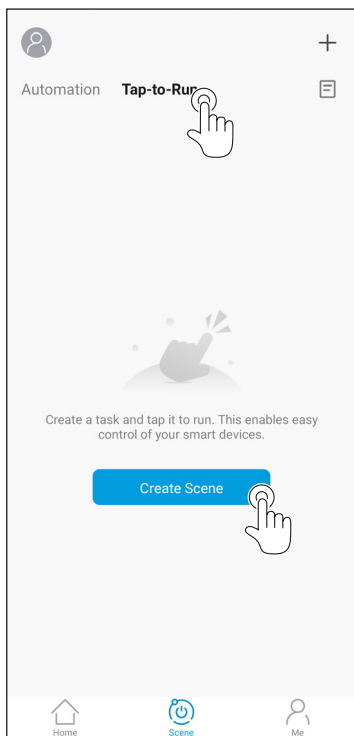 Automation Tap-to-Run
Create a task and tap it to run. This enables easy
control of your smart devices.
Create Scene
Home Scene Me